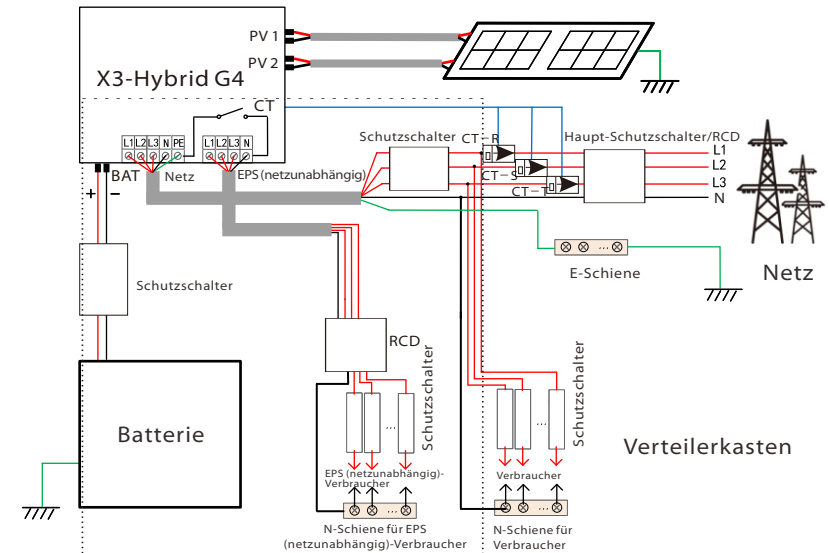 PV 1
PV 2
X3-Hybrid G4
CT
L1 L2 L3 N PE
L1 L2 L3 N
BAT
Netz
EPS (netzunabhängig)
+ −
Schutzschalter
CT−R
CT−S
CT−T
Haupt-Schutzschalter/RCD
L1
L2
L3
N
Netz
E-Schiene
Schutzschalter
RCD
Schutzschalter
Schutzschalter
Batterie
Verteilerkasten
EPS (netzunabhängig)-
Verbraucher
Verbraucher
N-Schiene für EPS
(netzunabhängig)-Verbraucher
N-Schiene für
Verbraucher